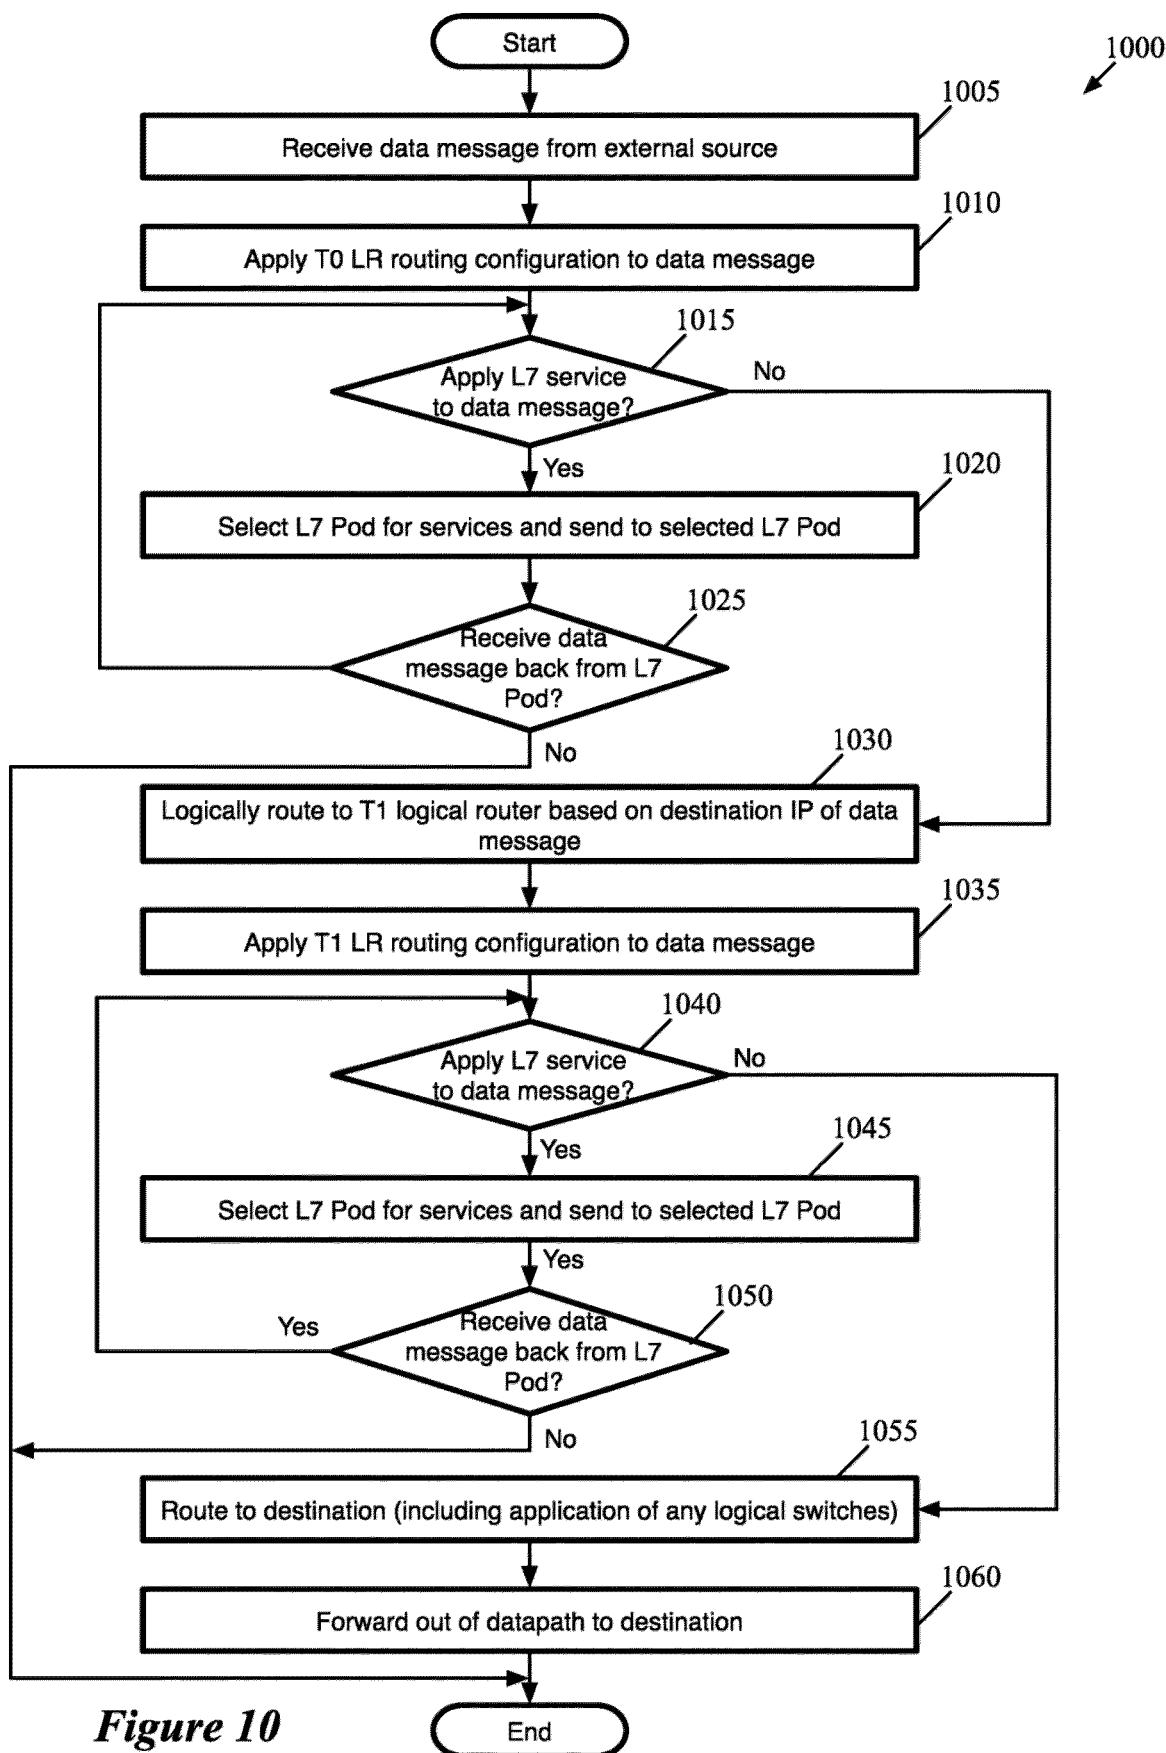 Start
1000
1005
Receive data message from external source
1010
Apply T0 LR routing configuration to data message
1015
Apply L7 service
to data message?
No
Yes
1020
Select L7 Pod for services and send to selected L7 Pod
1025
Receive data
message back from L7
Pod?
No
1030
Logically route to T1 logical router based on destination IP of data
message
1035
Apply T1 LR routing configuration to data message
1040
Apply L7 service
to data message?
No
Yes
1045
Select L7 Pod for services and send to selected L7 Pod
Yes
1050
Receive data
message back from L7
Pod?
Yes
No
1055
Route to destination (including application of any logical switches)
1060
Forward out of datapath to destination
End
Figure 10